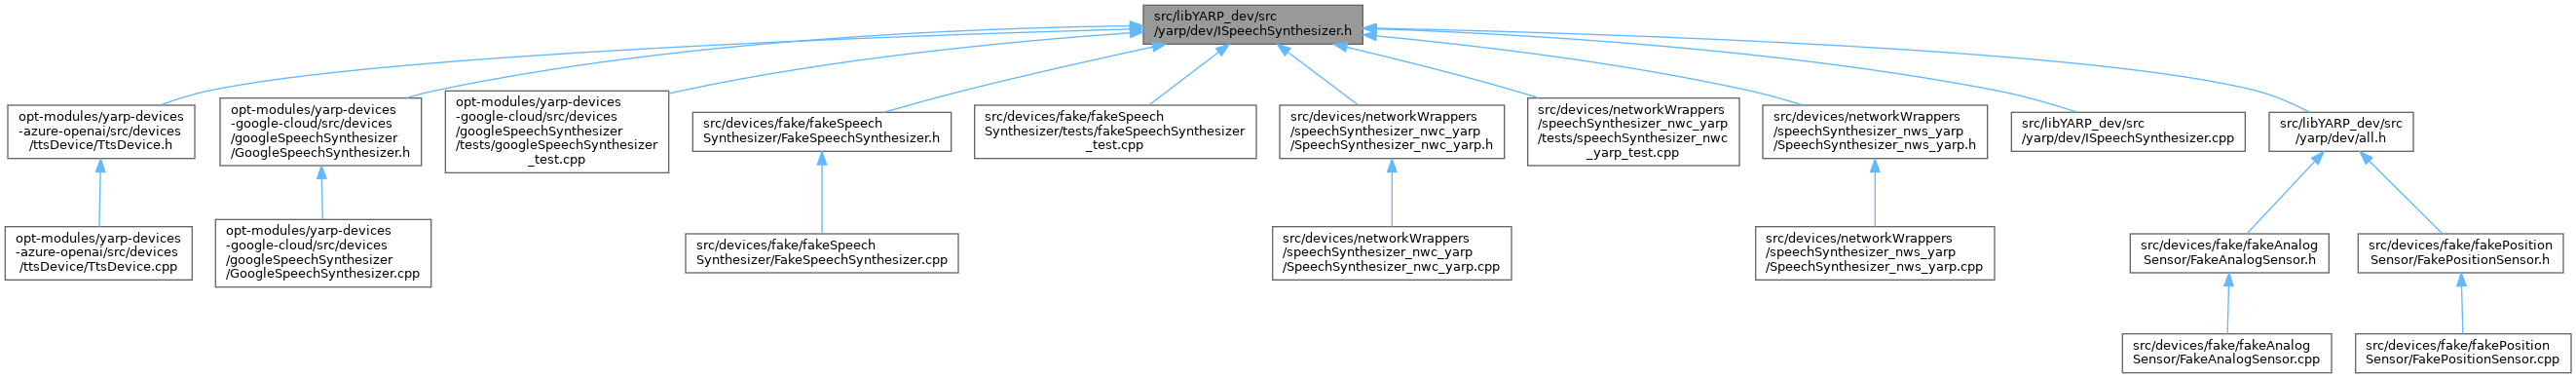 src/libYARP_dev/src
/yarp/dev/ISpeechSynthesizer.h
opt-modules/yarp-devices
-azure-openai/src/devices
/ttsDevice/TtsDevice.h
opt-modules/yarp-devices
-google-cloud/src/devices
/googleSpeechSynthesizer
/GoogleSpeechSynthesizer.h
opt-modules/yarp-devices
-google-cloud/src/devices
/googleSpeechSynthesizer
/tests/googleSpeechSynthesizer
_test.cpp
src/devices/fake/fakeSpeech
Synthesizer/FakeSpeechSynthesizer.h
src/devices/fake/fakeSpeech
Synthesizer/tests/fakeSpeechSynthesizer
_test.cpp
src/devices/networkWrappers
/speechSynthesizer_nwc_yarp
/SpeechSynthesizer_nwc_yarp.h
src/devices/networkWrappers
/speechSynthesizer_nwc_yarp
/tests/speechSynthesizer_nwc
_yarp_test.cpp
src/devices/networkWrappers
/speechSynthesizer_nws_yarp
/SpeechSynthesizer_nws_yarp.h
src/libYARP_dev/src
/yarp/dev/ISpeechSynthesizer.cpp
src/libYARP_dev/src
/yarp/dev/all.h
opt-modules/yarp-devices
-azure-openai/src/devices
/ttsDevice/TtsDevice.cpp
opt-modules/yarp-devices
-google-cloud/src/devices
/googleSpeechSynthesizer
/GoogleSpeechSynthesizer.cpp
src/devices/fake/fakeSpeech
Synthesizer/FakeSpeechSynthesizer.cpp
src/devices/networkWrappers
/speechSynthesizer_nwc_yarp
/SpeechSynthesizer_nwc_yarp.cpp
src/devices/networkWrappers
/speechSynthesizer_nws_yarp
/SpeechSynthesizer_nws_yarp.cpp
src/devices/fake/fakeAnalog
Sensor/FakeAnalogSensor.h
src/devices/fake/fakePosition
Sensor/FakePositionSensor.h
src/devices/fake/fakeAnalog
Sensor/FakeAnalogSensor.cpp
src/devices/fake/fakePosition
Sensor/FakePositionSensor.cpp